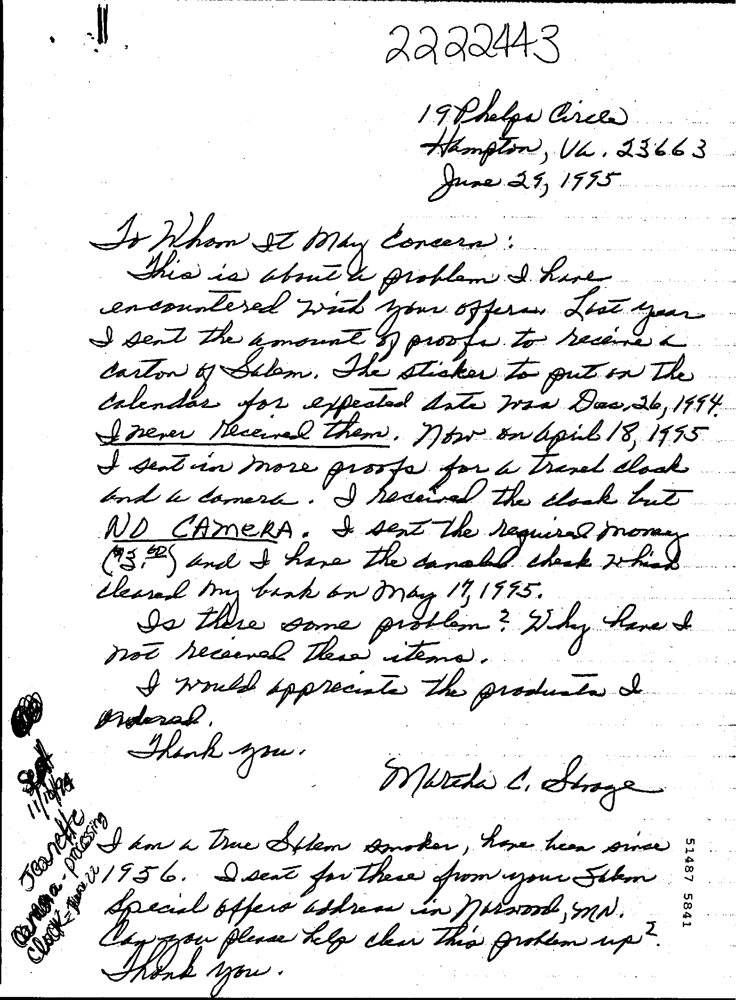 2222443
19 Phelps Circle
Hampton, Va. 23663
June 29, 1995
To Whom It May Concern:
This is about a problem I have
encountered with your offers. Last year
I sent the amount of proofs to receive a
carton of Salem. The sticker to put on the
calendar for expected date was Dec. 26, 1994.
I never received them. Now on April 18, 1995
I sent in more proofs for a travel clock
and a camera. I received the clock but
NO CAMERA. I sent the required money
($3.00) and I have the canceled check which
cleared my bank on May 17, 1995.
Is there some problem? Why have I
not received these items.
I would appreciate the products I
ordered.
Thank you.
Martha C. Savage
I am a true Salem smoker, have been since
1956. I sent for these from your Salem
Special offers address in Norwood, MN.
Can you please help clear this problem up?
Thank you.
Sent
11/10/94
Jeanette
Camera - processing
Clock = June 22
51487 5841